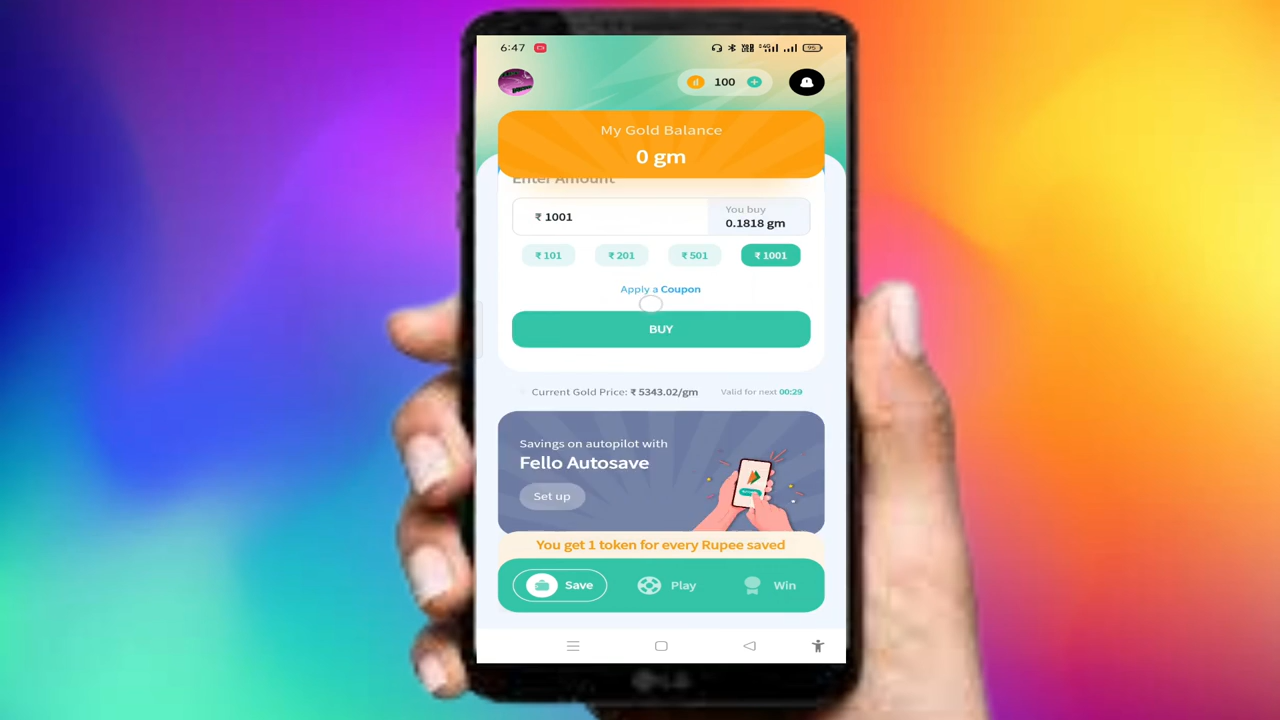 6:47
95
100
My Gold Balance
0 gm
Enter Amount
₹ 1001
You buy
0.1818 gm
₹ 101
₹ 201
₹ 501
₹ 1001
Apply a Coupon
BUY
Current Gold Price: ₹ 5343.02/gm
Valid for next 00:29
Savings on autopilot with
Fello Autosave
Set up
You get 1 token for every Rupee saved
Save
Play
Win
LG